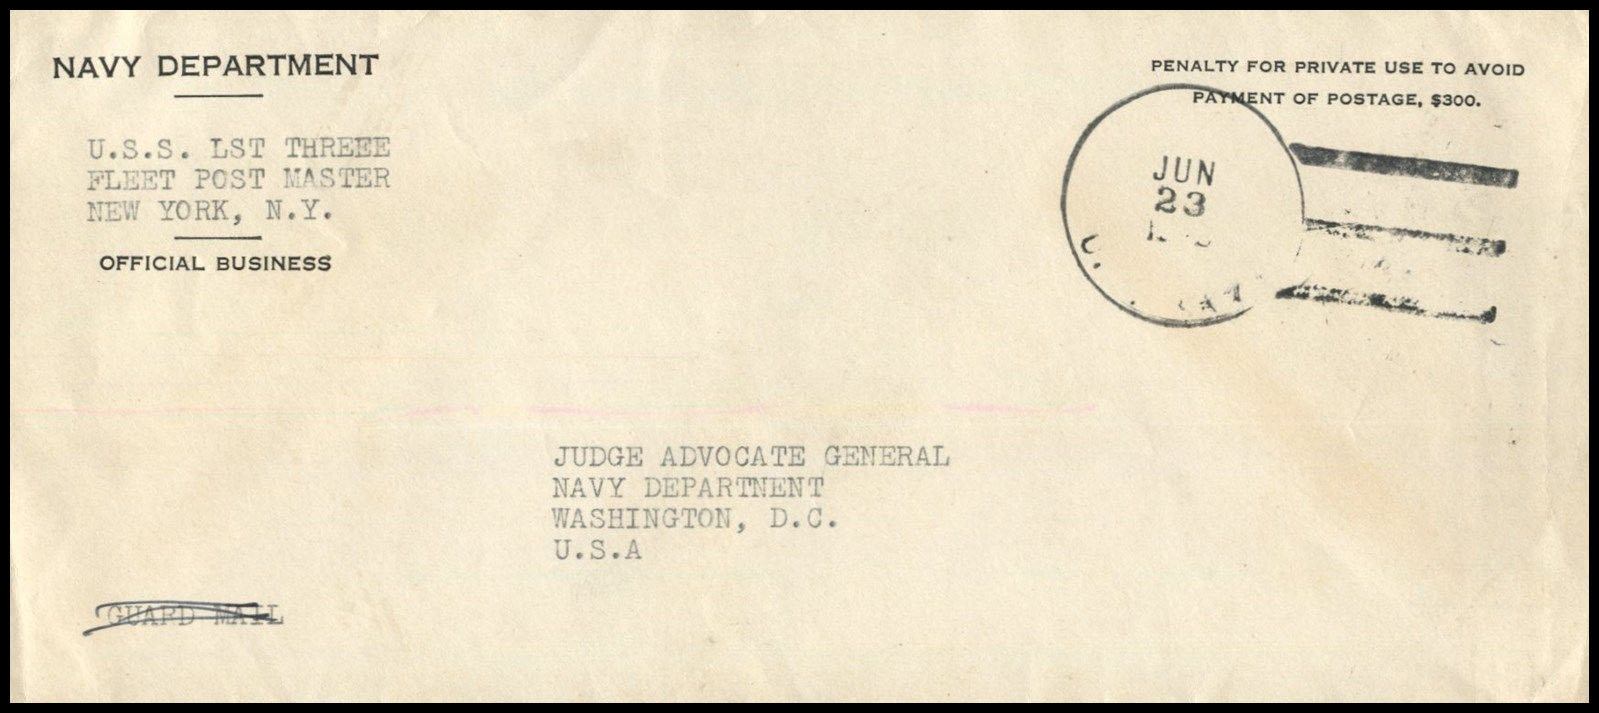 NAVY DEPARTMENT
U.S.S. LST THREEE
FLEET POST MASTER
NEW YORK, N.Y.
OFFICIAL BUSINESS
PENALTY FOR PRIVATE USE TO AVOID
PAYMENT OF POSTAGE, $300.
JUN
23
U.
JUDGE ADVOCATE GENERAL
NAVY DEPARTNENT
WASHINGTON, D.C.
U.S.A
GUARD MAIL